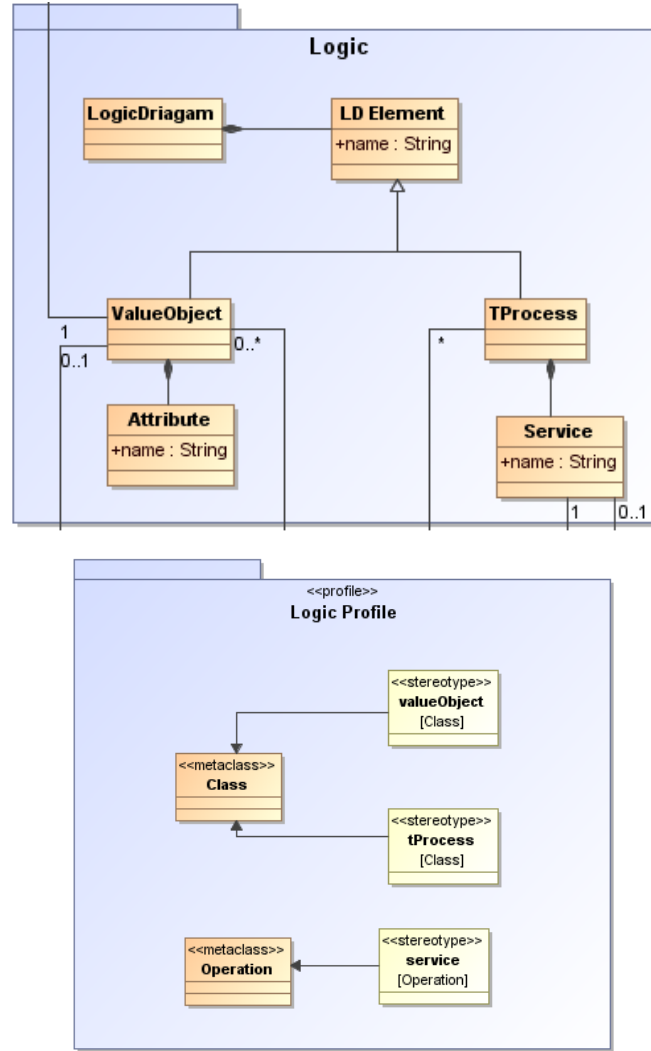 Logic
LogicDriagam
LD Element
+name : String
ValueObject
TProcess
1
0..1
0..*
*
Attribute
+name : String
Service
+name : String
1
0..1
<<profile>>
Logic Profile
<<stereotype>>
valueObject
[Class]
<<metaclass>>
Class
<<stereotype>>
tProcess
[Class]
<<metaclass>>
Operation
<<stereotype>>
service
[Operation]